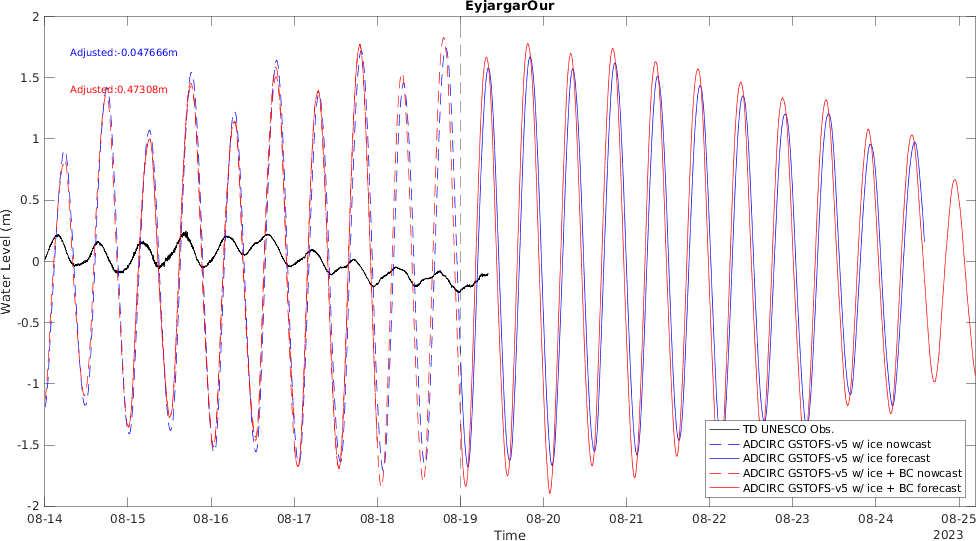 EyjargarOur
2
1.5
1
0.5
0
-0.5
-1
-1.5
-2
Water Level (m)
Adjusted:-0.047666m
Adjusted:0.47308m
TD UNESCO Obs.
ADCIRC GSTOFS-v5 w/ ice nowcast
ADCIRC GSTOFS-v5 w/ ice forecast
ADCIRC GSTOFS-v5 w/ ice + BC nowcast
ADCIRC GSTOFS-v5 w/ ice + BC forecast
08-14 08-15 08-16 08-17 08-18 08-19 08-20 08-21 08-22 08-23 08-24 08-25
2023
Time